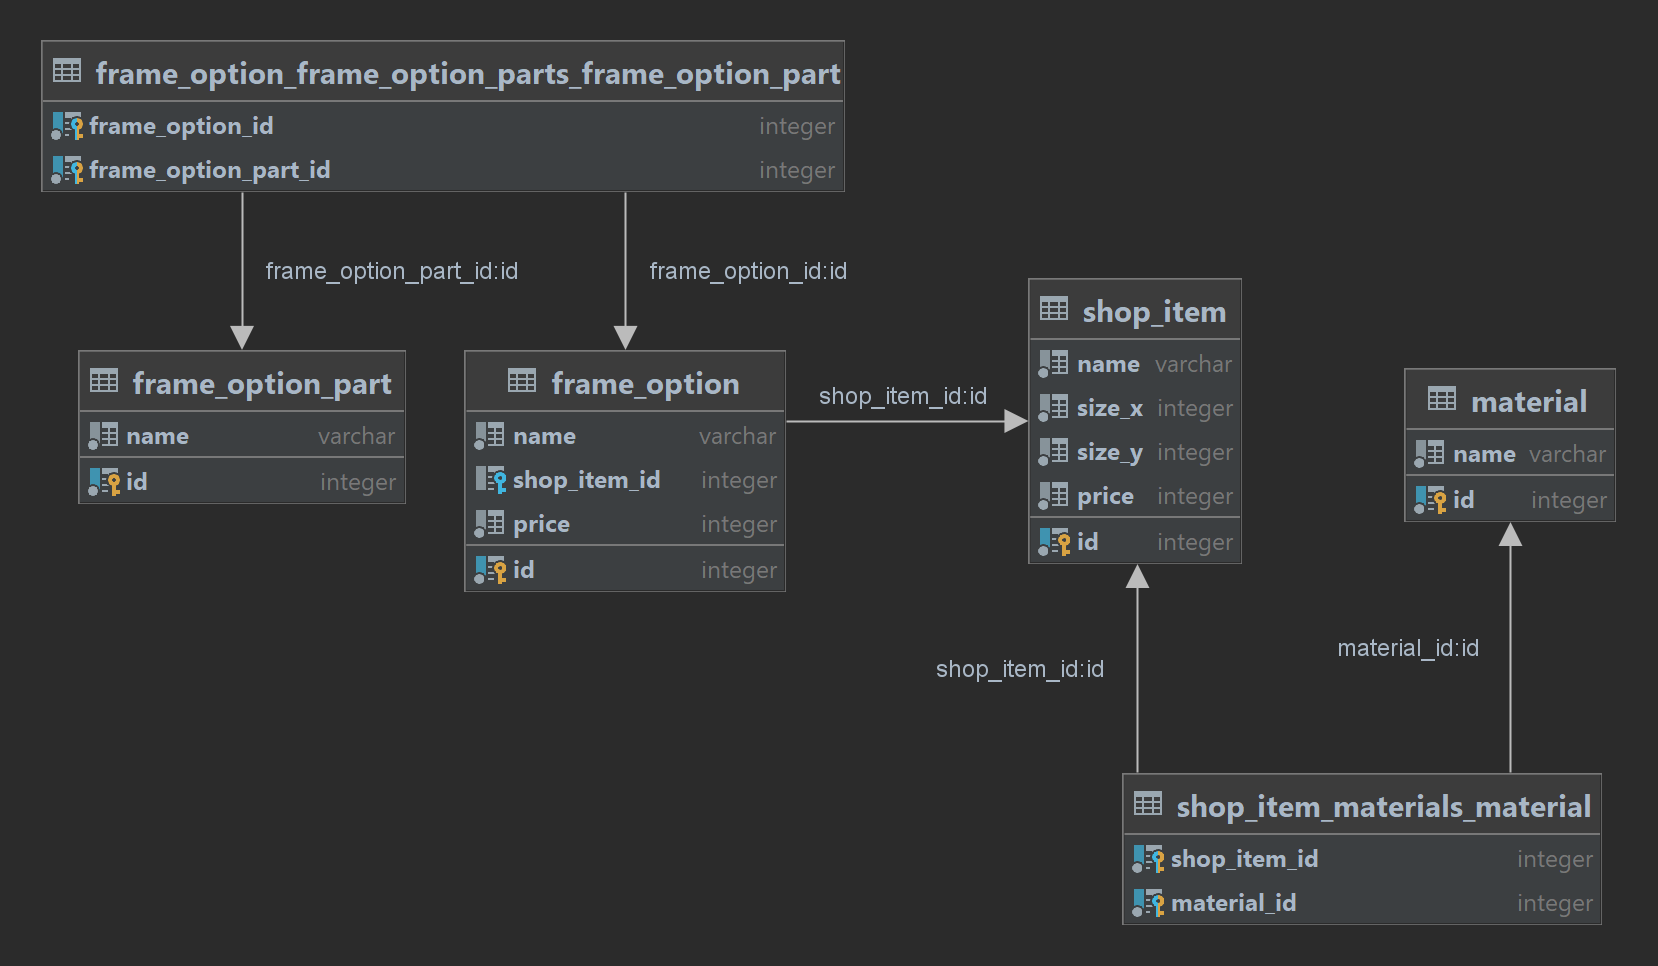 frame_option_frame_option_parts_frame_option_part
frame_option_id integer
frame_option_part_id integer
frame_option_part_id:id
frame_option_id:id
frame_option_part
name varchar
id integer
frame_option
name varchar
shop_item_id integer
price integer
id integer
shop_item_id:id
shop_item
name varchar
size_x integer
size_y integer
price integer
id integer
material
name varchar
id integer
shop_item_id:id
material_id:id
shop_item_materials_material
shop_item_id integer
material_id integer